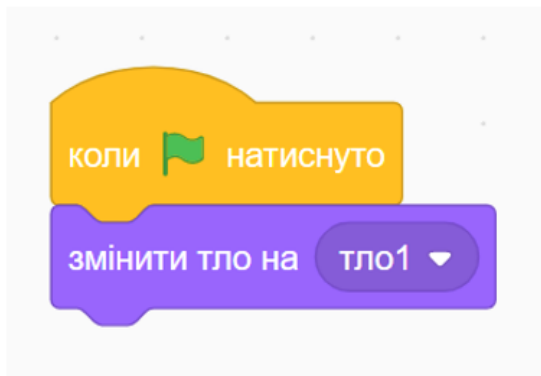 коли натиснуто
змінити тло на тло1